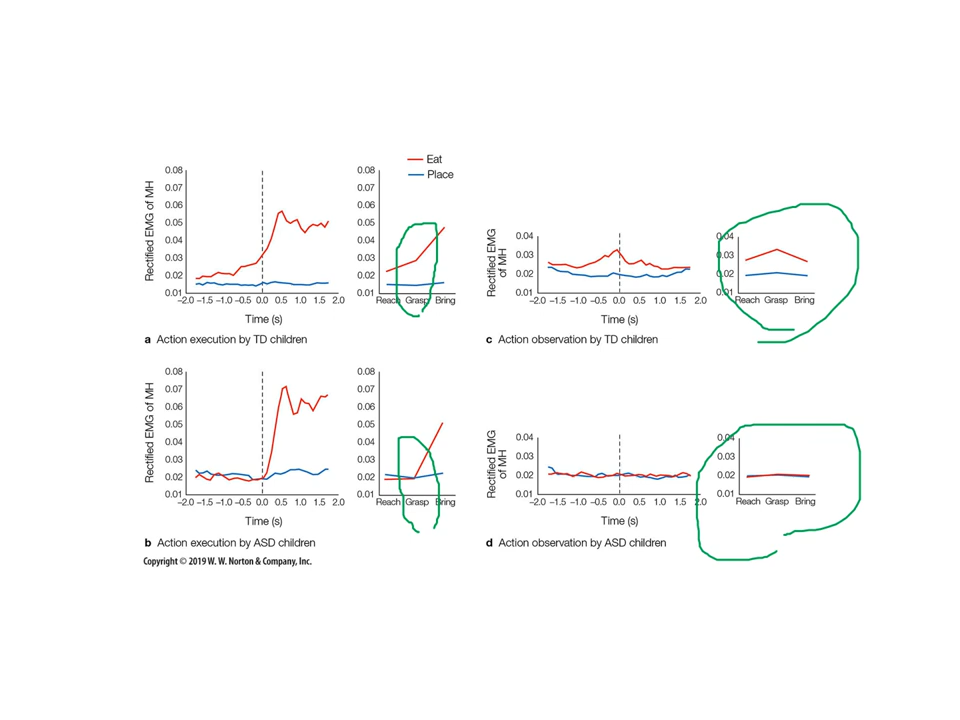 Eat
Place
Rectified EMG of MH
0.08
0.07
0.06
0.05
0.04
0.03
0.02
0.01
−2.0 −1.5 −1.0 −0.5 0.0 0.5 1.0 1.5 2.0
Time (s)
0.08
0.07
0.06
0.05
0.04
0.03
0.02
0.01
Reach Grasp Bring
a Action execution by TD children
Rectified EMG
of MH
0.04
0.03
0.02
0.01
−2.0 −1.5 −1.0 −0.5 0.0 0.5 1.0 1.5 2.0
Time (s)
0.04
0.03
0.02
0.01
Reach Grasp Bring
c Action observation by TD children
Rectified EMG of MH
0.08
0.07
0.06
0.05
0.04
0.03
0.02
0.01
−2.0 −1.5 −1.0 −0.5 0.0 0.5 1.0 1.5 2.0
Time (s)
0.08
0.07
0.06
0.05
0.04
0.03
0.02
0.01
Reach Grasp Bring
b Action execution by ASD children
Rectified EMG
of MH
0.04
0.03
0.02
0.01
−2.0 −1.5 −1.0 −0.5 0.0 0.5 1.0 1.5 2.0
Time (s)
0.04
0.03
0.02
0.01
Reach Grasp Bring
d Action observation by ASD children
Copyright © 2019 W. W. Norton & Company, Inc.